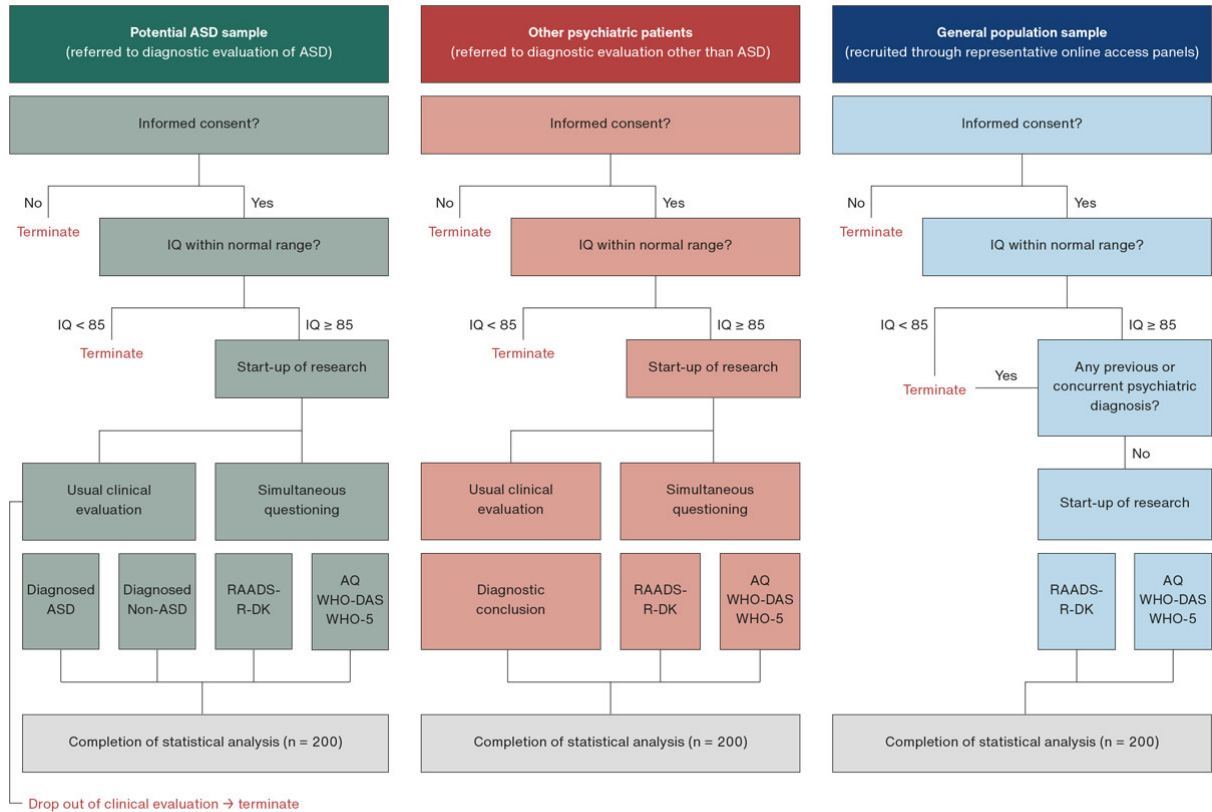 Potential ASD sample
(referred to diagnostic evaluation of ASD)
Informed consent?
No
Yes
Terminate
IQ within normal range?
IQ < 85
IQ ≥ 85
Terminate
Start-up of research
Usual clinical
evaluation
Simultaneous
questioning
Diagnosed
ASD
Diagnosed
Non-ASD
RAADS-
R-DK
AQ
WHO-DAS
WHO-5
Completion of statistical analysis (n = 200)
Drop out of clinical evaluation → terminate
Other psychiatric patients
(referred to diagnostic evaluation other than ASD)
Informed consent?
No
Yes
Terminate
IQ within normal range?
IQ < 85
IQ ≥ 85
Terminate
Start-up of research
Usual clinical
evaluation
Simultaneous
questioning
Diagnostic
conclusion
RAADS-
R-DK
AQ
WHO-DAS
WHO-5
Completion of statistical analysis (n = 200)
General population sample
(recruited through representative online access panels)
Informed consent?
No
Yes
Terminate
IQ within normal range?
IQ < 85
IQ ≥ 85
Terminate
Yes
Any previous or
concurrent psychiatric
diagnosis?
No
Start-up of research
RAADS-
R-DK
AQ
WHO-DAS
WHO-5
Completion of statistical analysis (n = 200)